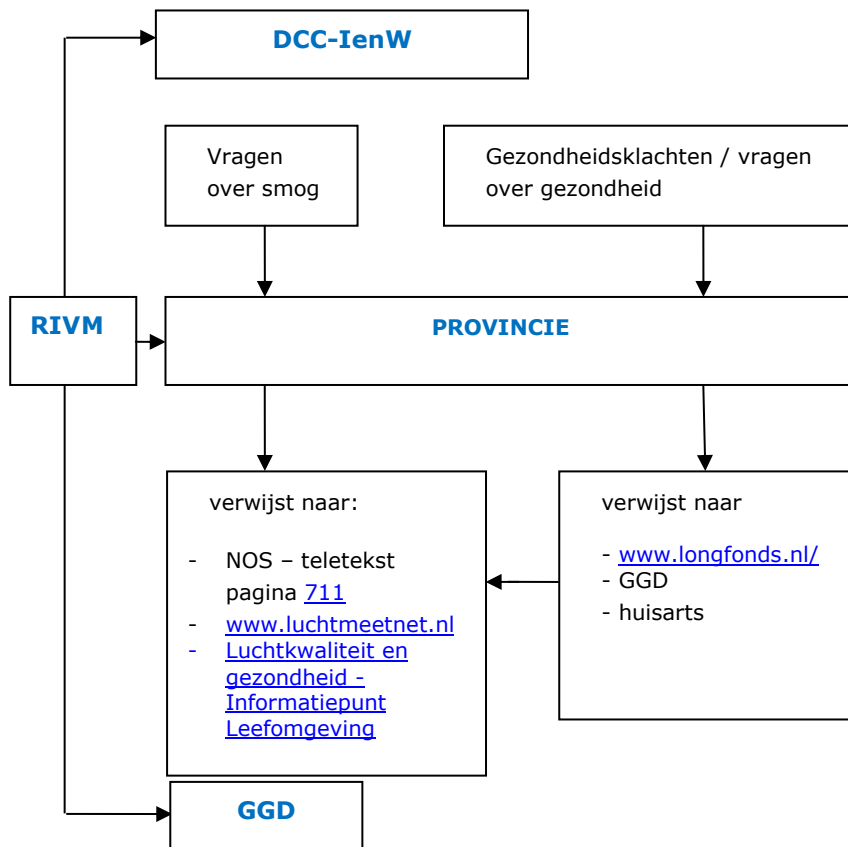 DCC-IenW
Vragen
over smog
Gezondheidsklachten / vragen
over gezondheid
RIVM
PROVINCIE
verwijst naar:
- NOS – teletekst
pagina 711
- www.luchtmeetnet.nl
- Luchtkwaliteit en
gezondheid -
Informatiepunt
Leefomgeving
verwijst naar
- www.longfonds.nl/
- GGD
- huisarts
GGD